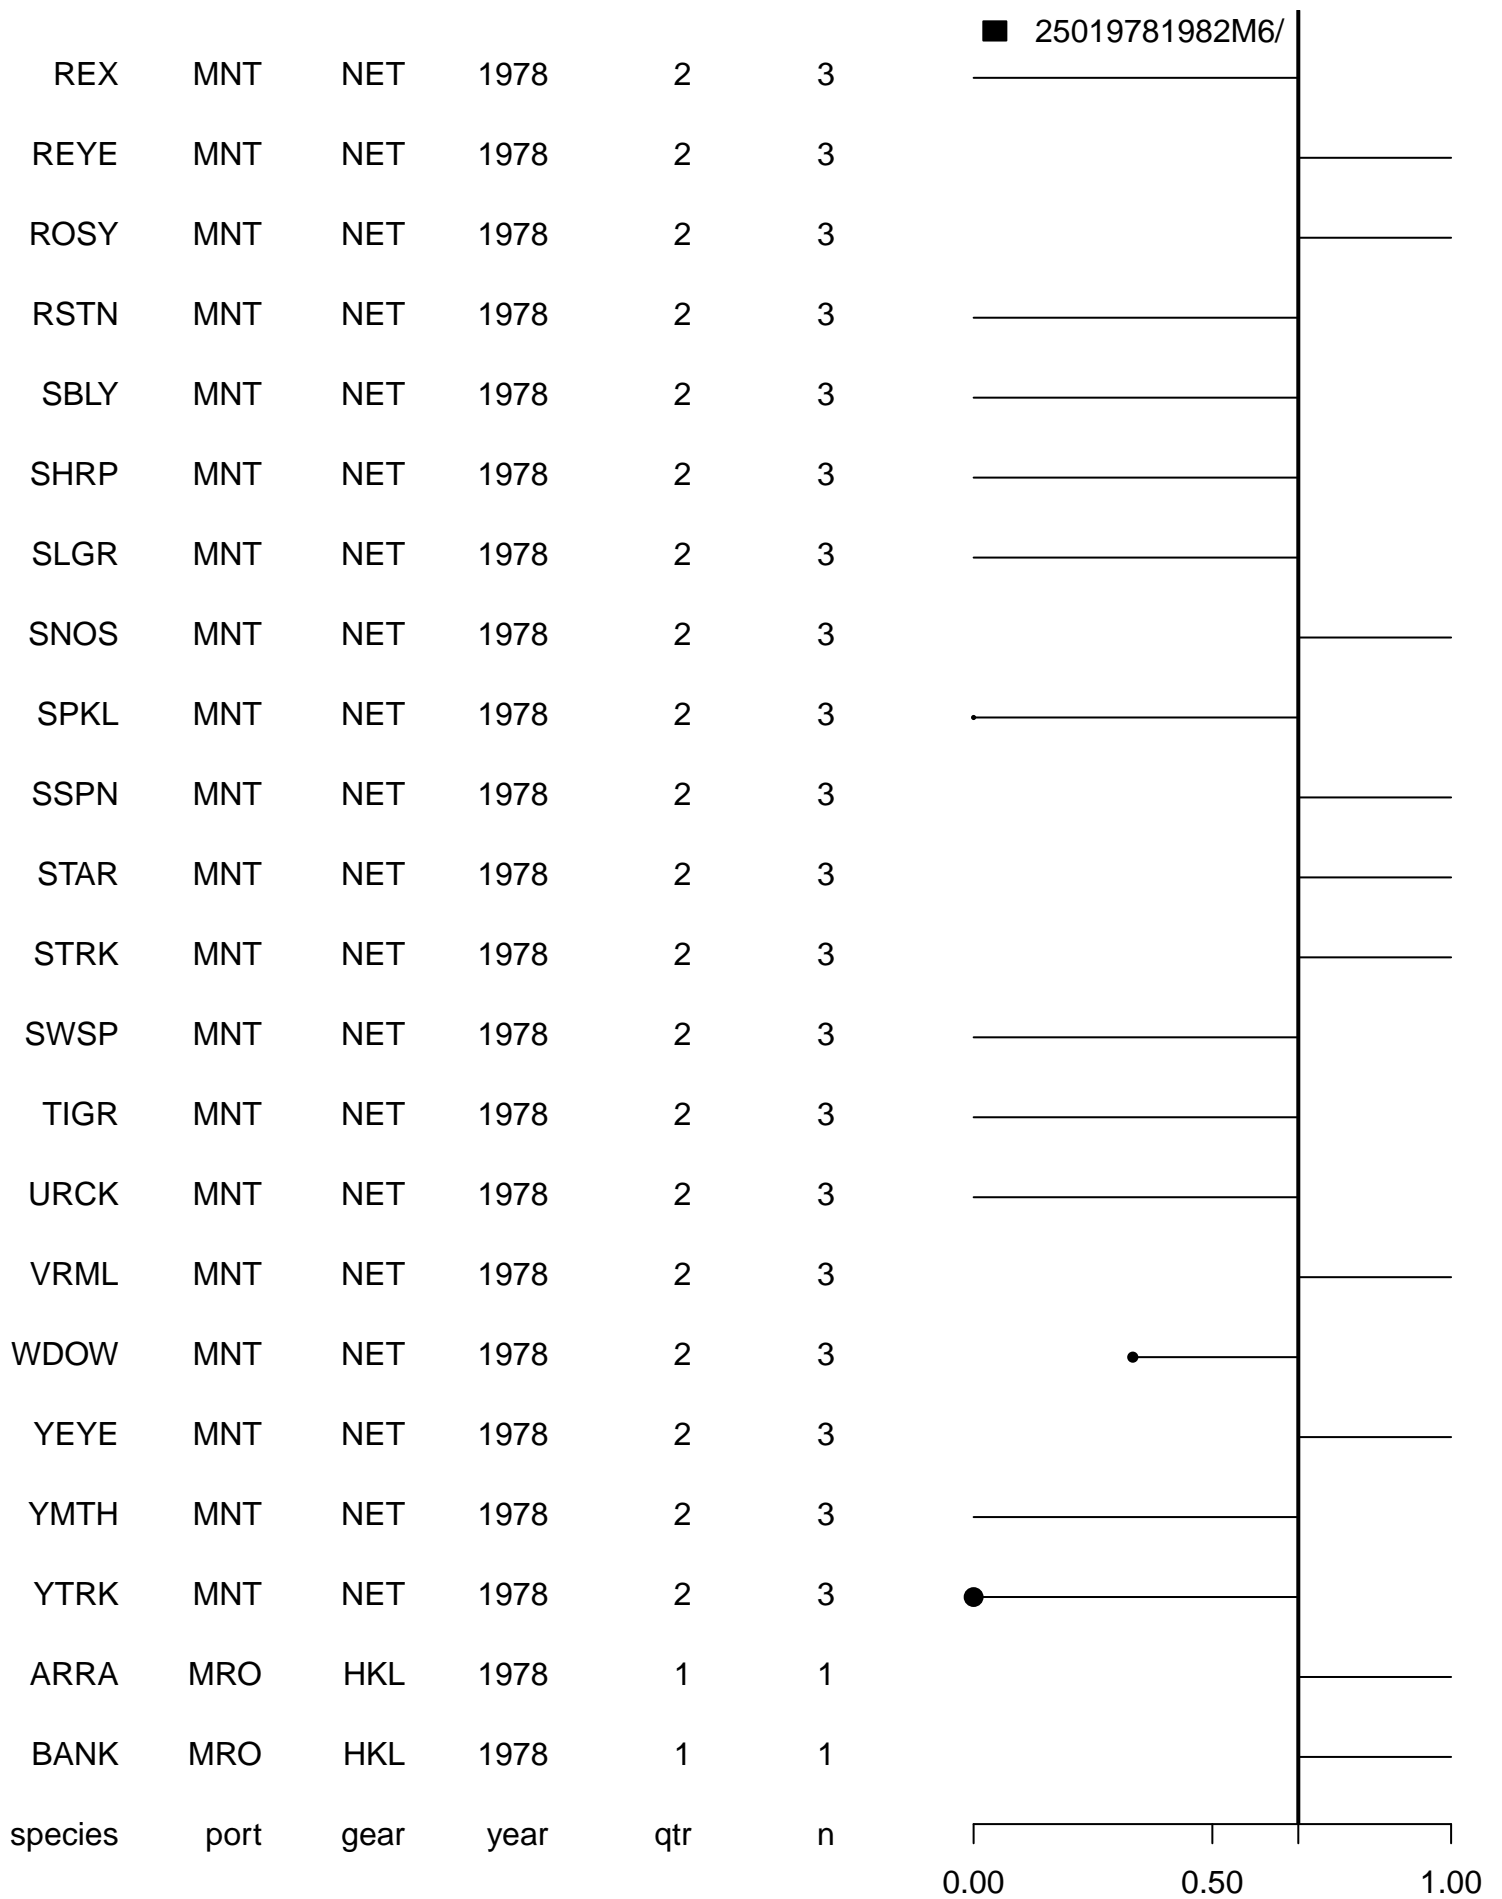 25019781982M6/
REX MNT NET 1978 2 3
REYE MNT NET 1978 2 3
ROSY MNT NET 1978 2 3
RSTN MNT NET 1978 2 3
SBLY MNT NET 1978 2 3
SHRP MNT NET 1978 2 3
SLGR MNT NET 1978 2 3
SNOS MNT NET 1978 2 3
SPKL MNT NET 1978 2 3
SSPN MNT NET 1978 2 3
STAR MNT NET 1978 2 3
STRK MNT NET 1978 2 3
SWSP MNT NET 1978 2 3
TIGR MNT NET 1978 2 3
URCK MNT NET 1978 2 3
VRML MNT NET 1978 2 3
WDOW MNT NET 1978 2 3
YEYE MNT NET 1978 2 3
YMTH MNT NET 1978 2 3
YTRK MNT NET 1978 2 3
ARRA MRO HKL 1978 1 1
BANK MRO HKL 1978 1 1
species port gear year qtr n
0.00 0.50 1.00